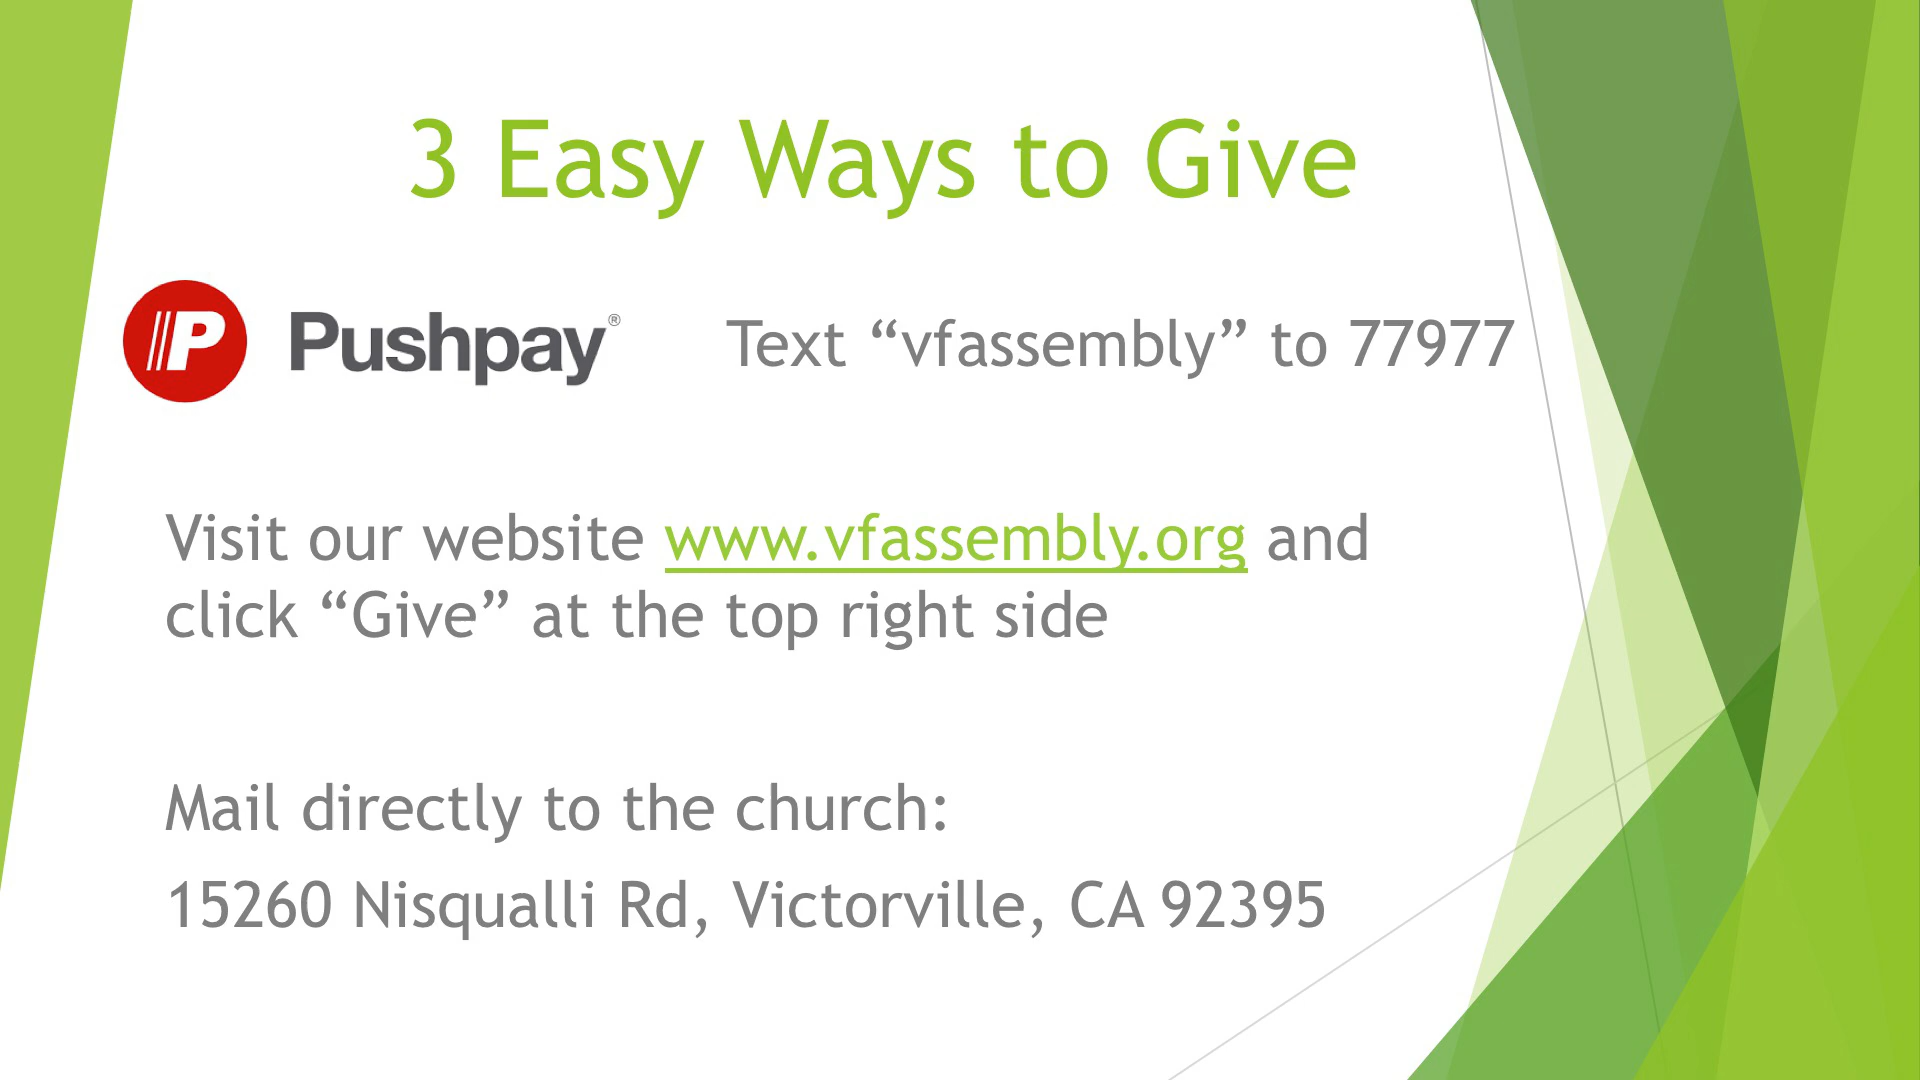 3 Easy Ways to Give
P Pushpay® Text “vfassembly” to 77977
Visit our website www.vfassembly.org and
click “Give” at the top right side
Mail directly to the church:
15260 Nisqualli Rd, Victorville, CA 92395